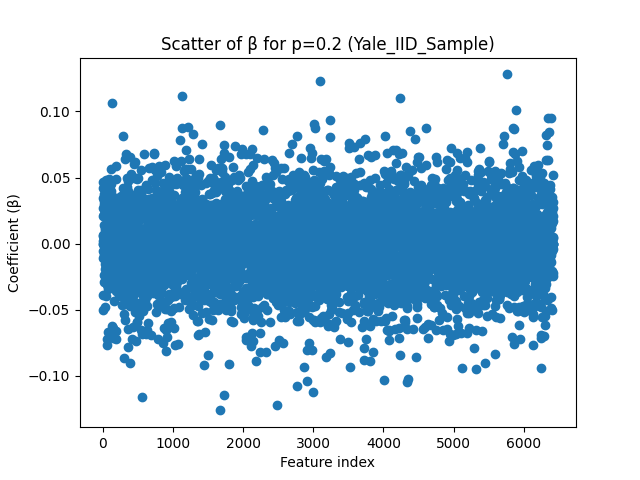 Scatter of β for p=0.2 (Yale_IID_Sample)
Coefficient (β)
0.10
0.05
0.00
−0.05
−0.10
0 1000 2000 3000 4000 5000 6000
Feature index